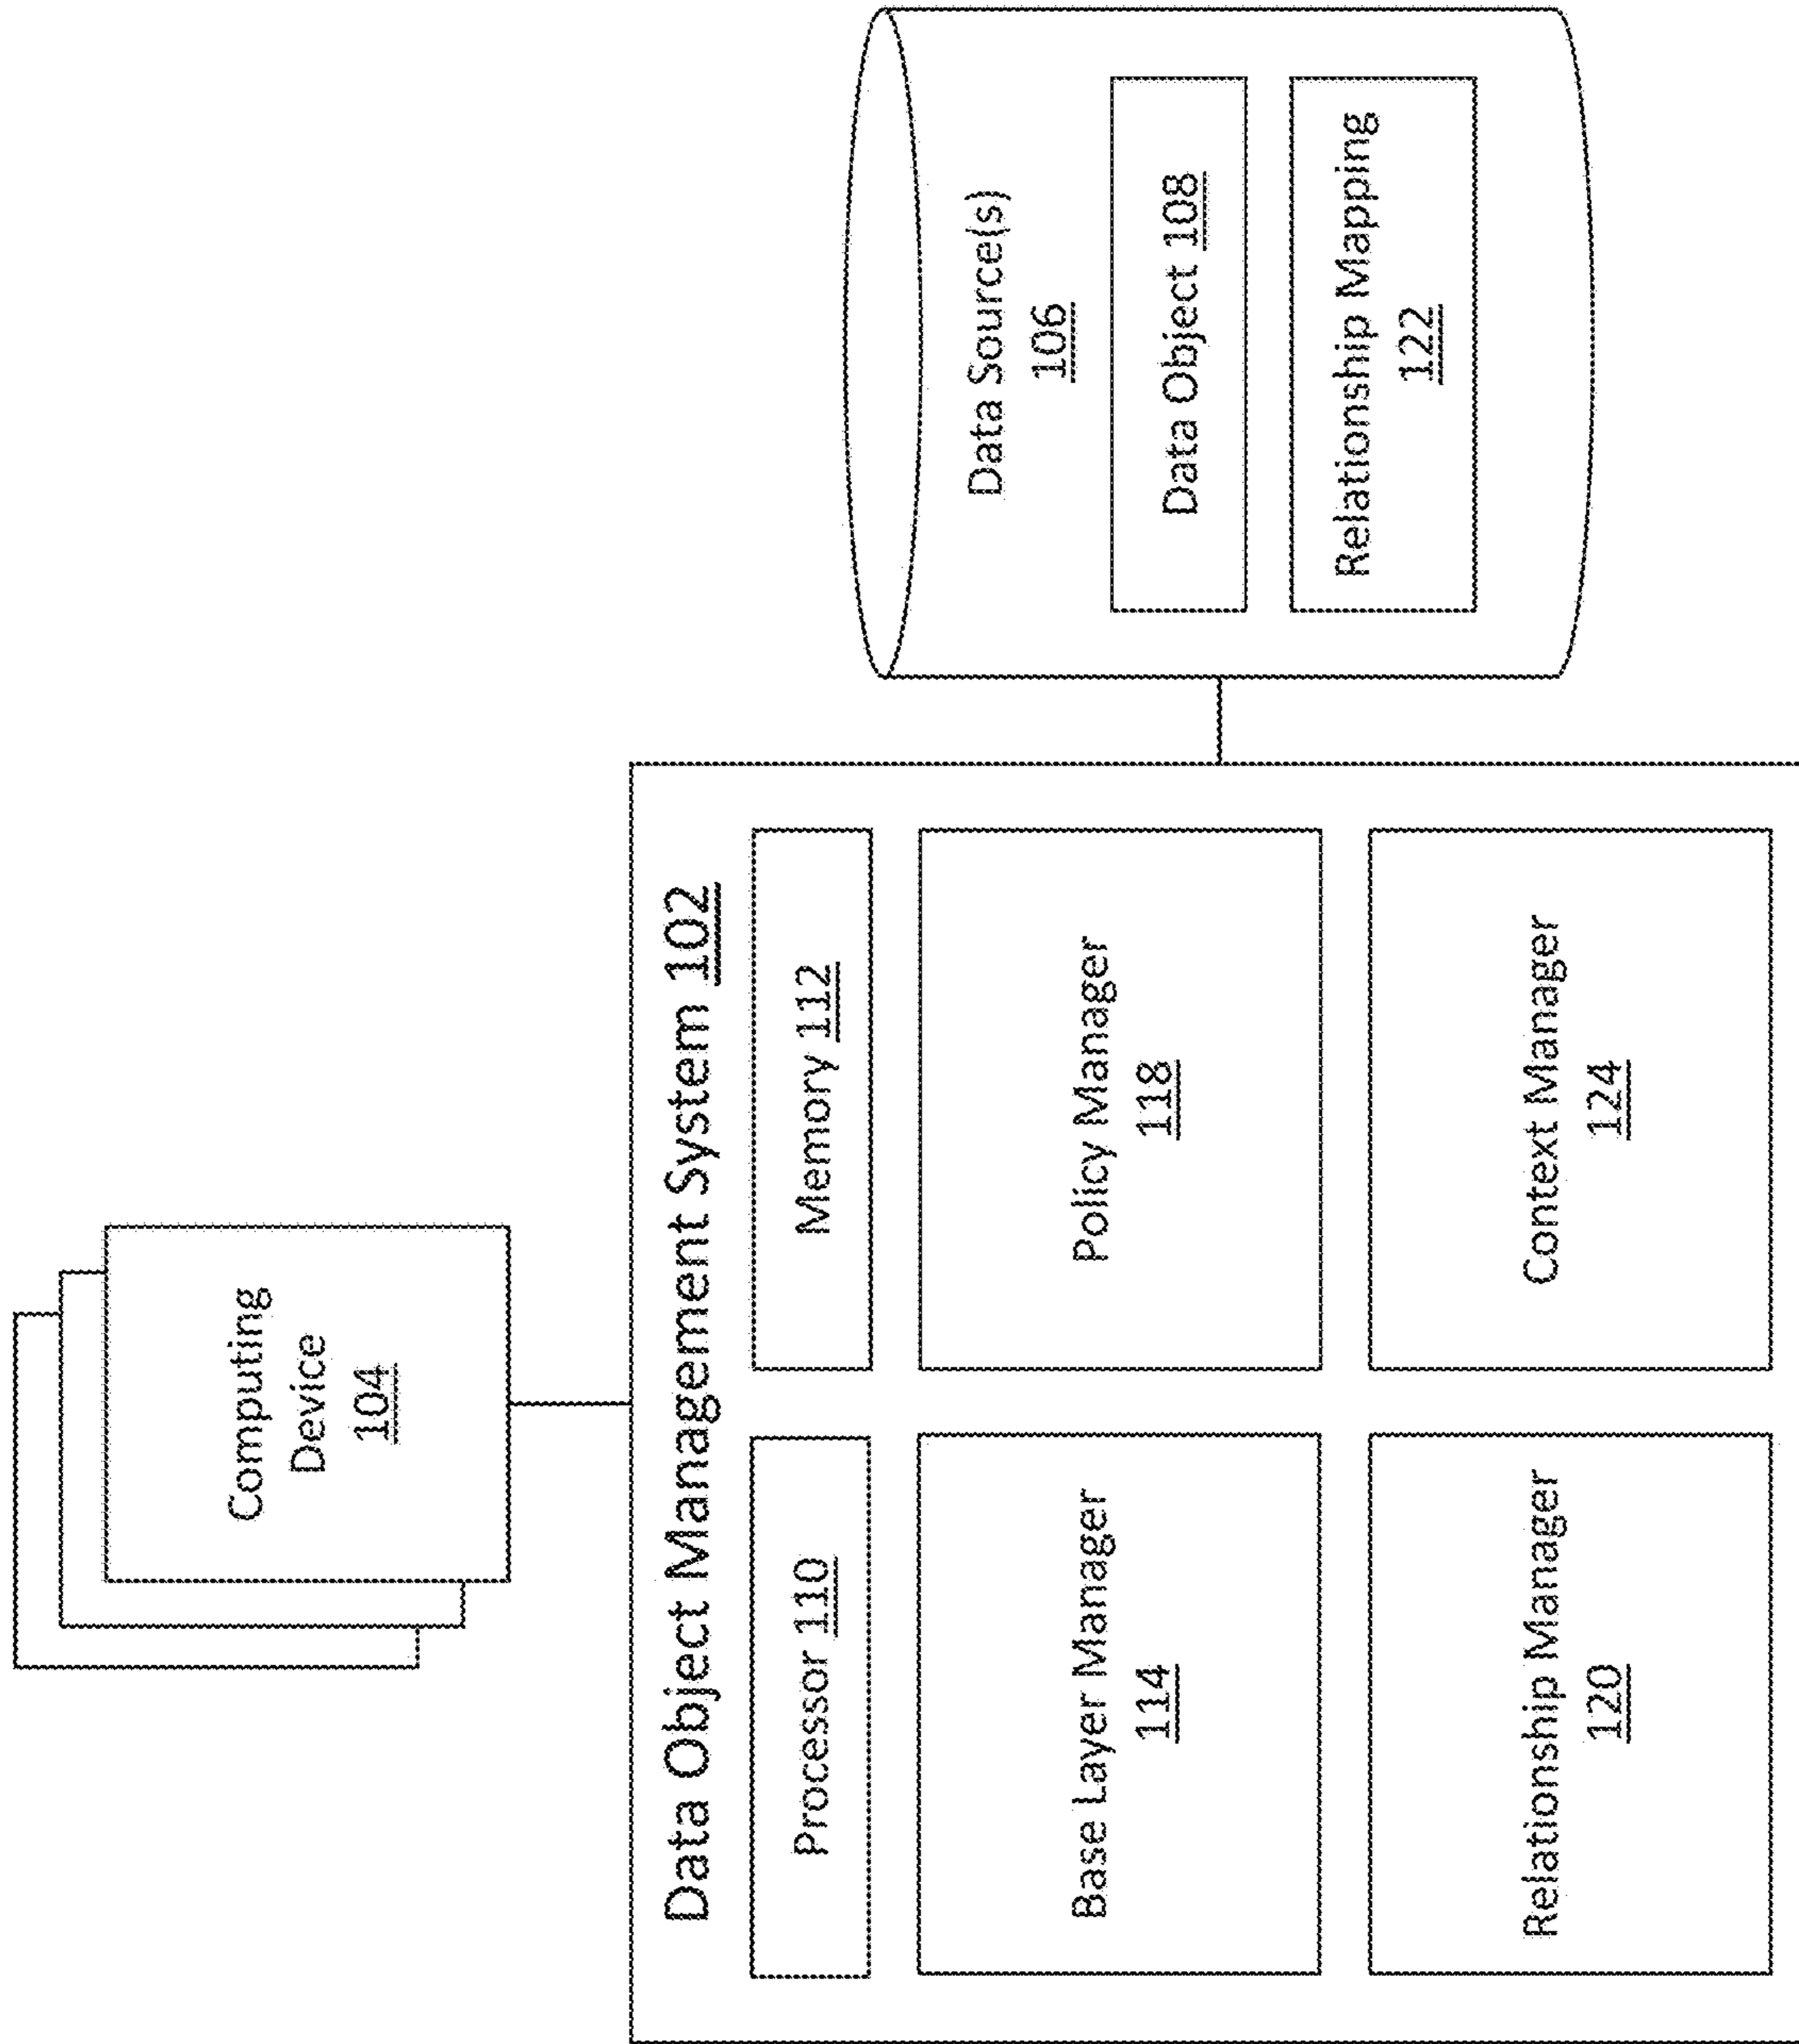 Computing
Device
104
Data Object Management System 102
Processor 110
Memory 112
Base Layer Manager
114
Policy Manager
118
Relationship Manager
120
Context Manager
124
Data Source(s)
106
Data Object 108
Relationship Mapping
122